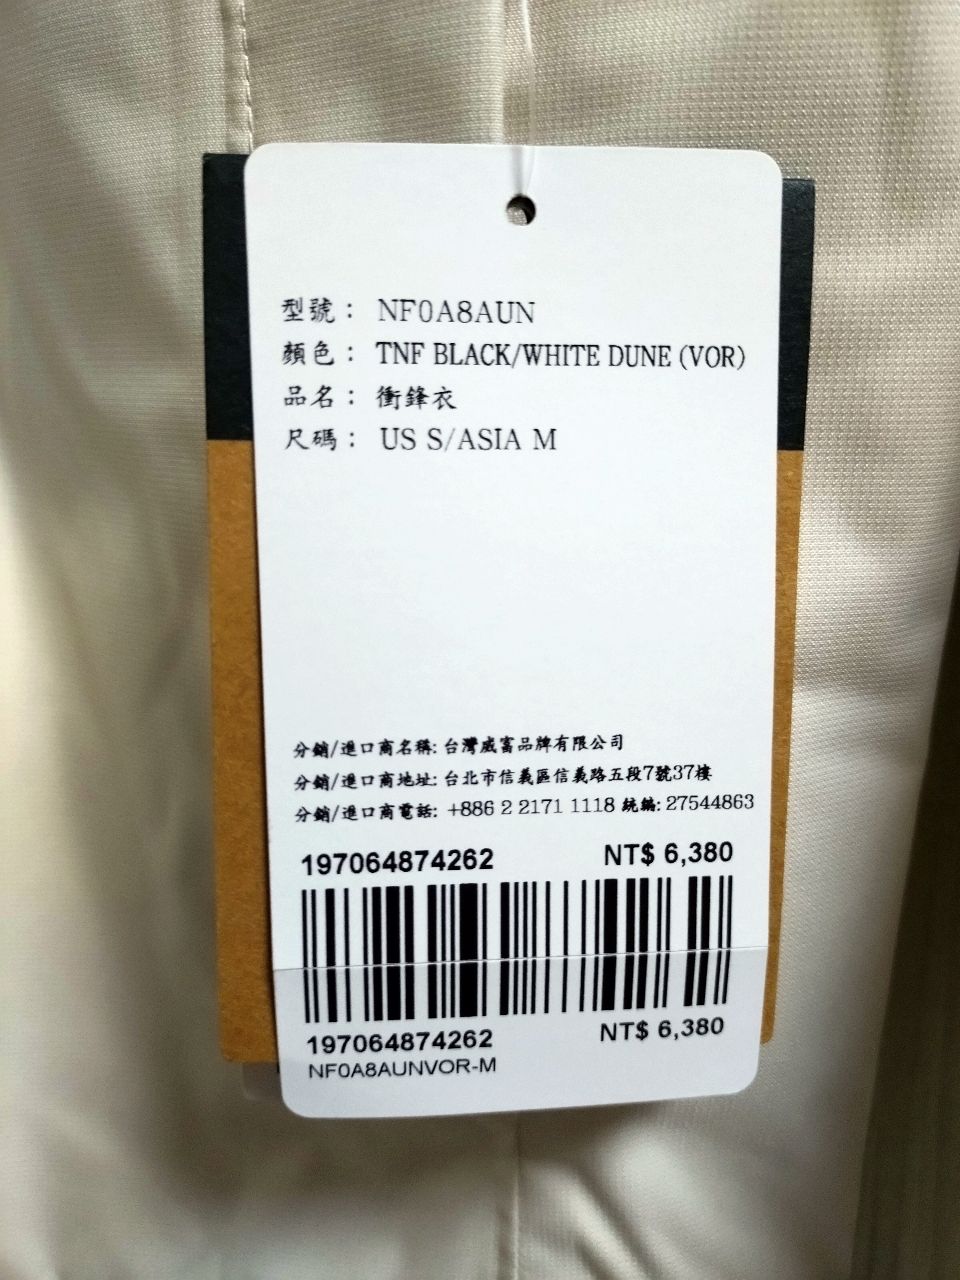 型號： NF0A8AUN
顏色： TNF BLACK/WHITE DUNE (VOR)
品名： 衝鋒衣
尺碼： US S/ASIA M
分銷/進口商名稱: 台灣威富品牌有限公司
分銷/進口商地址: 台北市信義區信義路五段7號37樓
分銷/進口商電話: +886 2 2171 1118 統編: 27544863
197064874262 NT$ 6,380
197064874262 NT$ 6,380
NF0A8AUNVOR-M